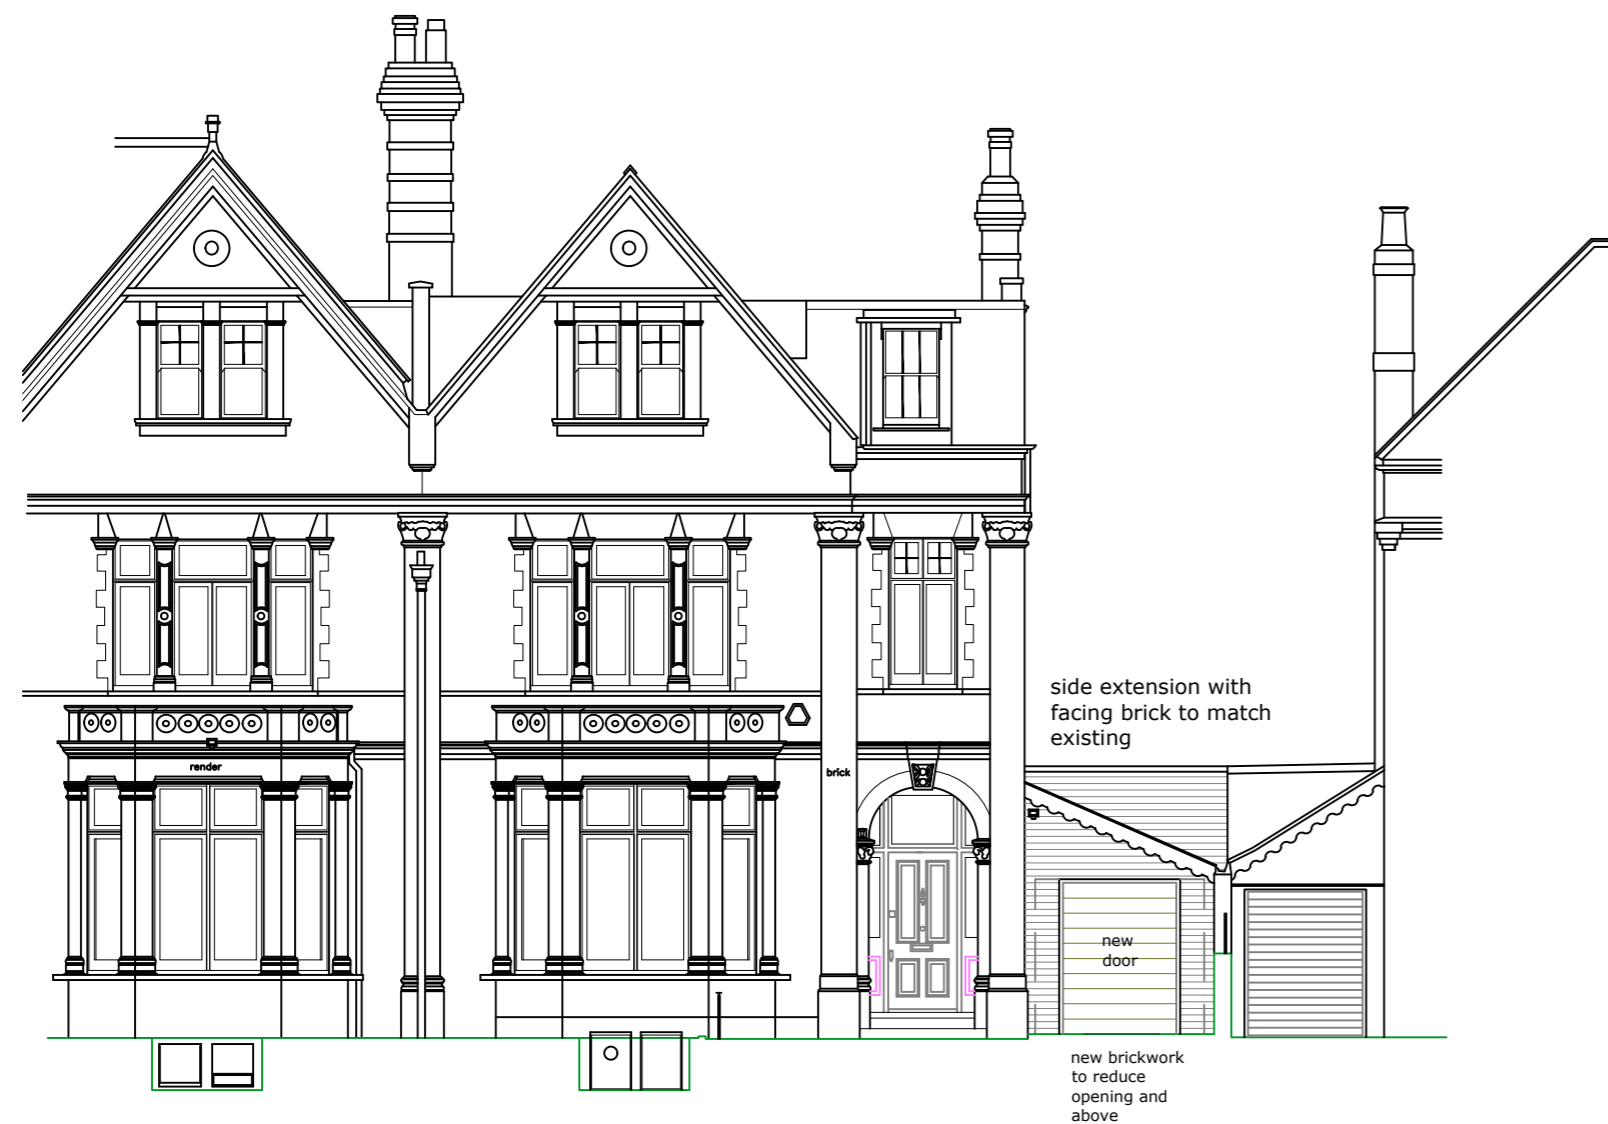 side extension with
facing brick to match
existing
render
brick
new
door
new brickwork
to reduce
opening and
above